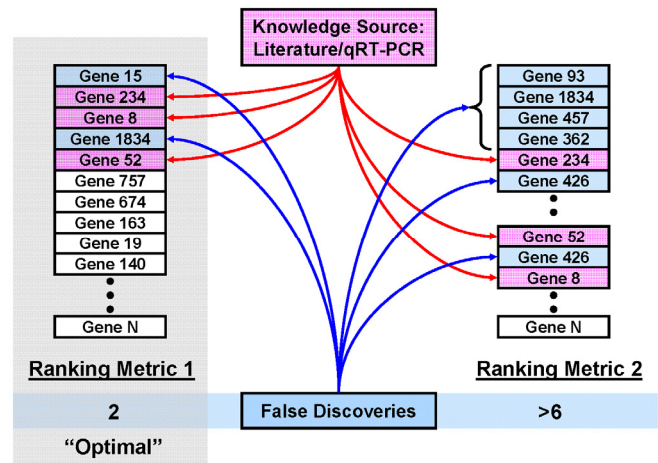 Knowledge Source:
Literature/qRT-PCR
Gene 15
Gene 234
Gene 8
Gene 1834
Gene 52
Gene 757
Gene 674
Gene 163
Gene 19
Gene 140
Gene N
Ranking Metric 1
2
“Optimal”
False Discoveries
Gene 93
Gene 1834
Gene 457
Gene 362
Gene 234
Gene 426
Gene 52
Gene 426
Gene 8
Gene N
Ranking Metric 2
>6